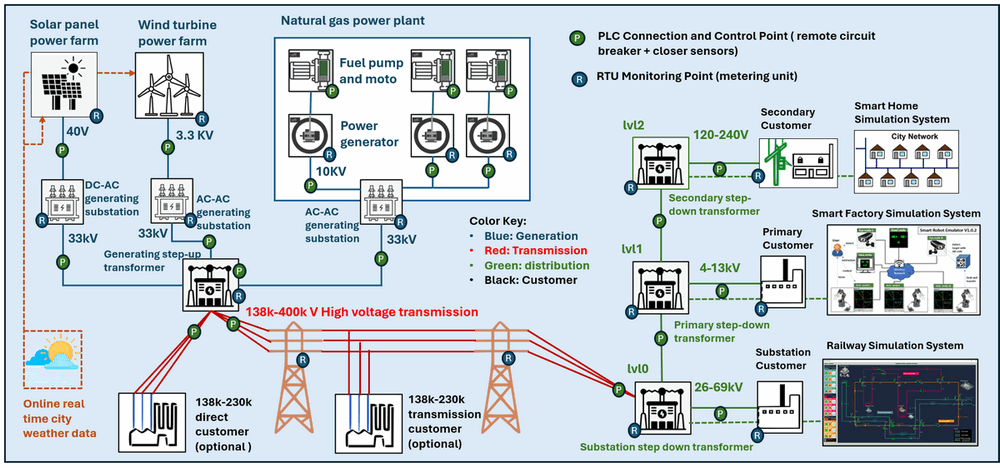 Solar panel
power farm
Wind turbine
power farm
Natural gas power plant
Fuel pump
and moto
Power
generator
P
P
P
R
R
R
R
R
40V
3.3 KV
10KV
P
P
P
P
P
DC-AC
generating
substation
AC-AC
generating
substation
AC-AC
generating
substation
R
R
R
33kV
33kV
33kV
P
P
P
Generating step-up
transformer
R
Color Key:
• Blue: Generation
• Red: Transmission
• Green: distribution
• Black: Customer
138k-400k V High voltage transmission
P
P
R
R
P
Online real
time city
weather data
138k-230k
direct
customer
(optional )
138k-230k
transmission
customer
(optional)
P
PLC Connection and Control Point ( remote circuit
breaker + closer sensors)
R
RTU Monitoring Point (metering unit)
lvl2
120-240V
P
R
R
Secondary
Customer
Smart Home
Simulation System
City Network
Secondary step-
down transformer
P
lvl1
4-13kV
P
R
R
Primary
Customer
Smart Factory Simulation System
Smart Robot Emulator V1.0.2
Primary step-down
transformer
P
lvl0
26-69kV
P
R
R
Substation
Customer
Railway Simulation System
Substation step down transformer